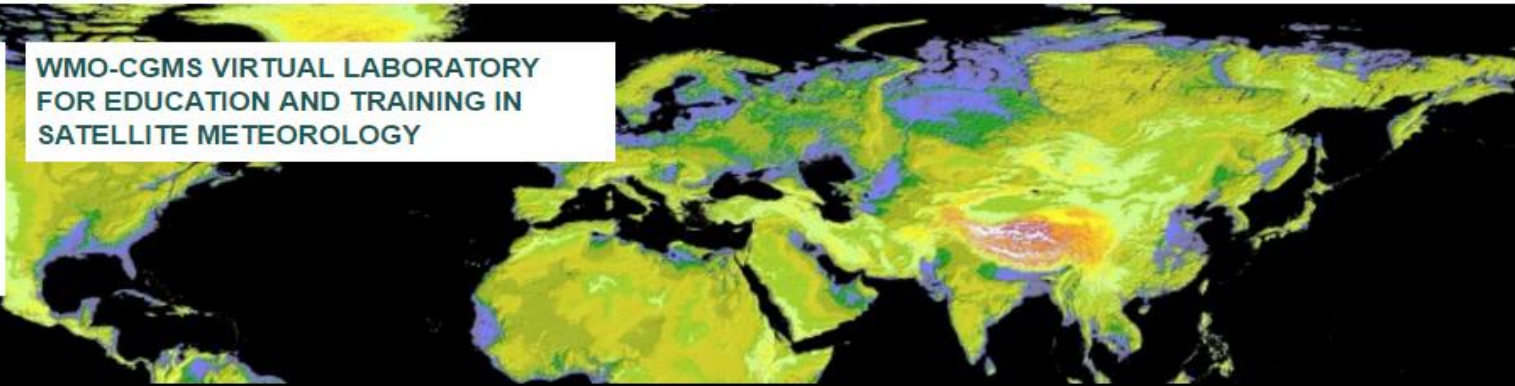 WMO-CGMS VIRTUAL LABORATORY
FOR EDUCATION AND TRAINING IN
SATELLITE METEOROLOGY